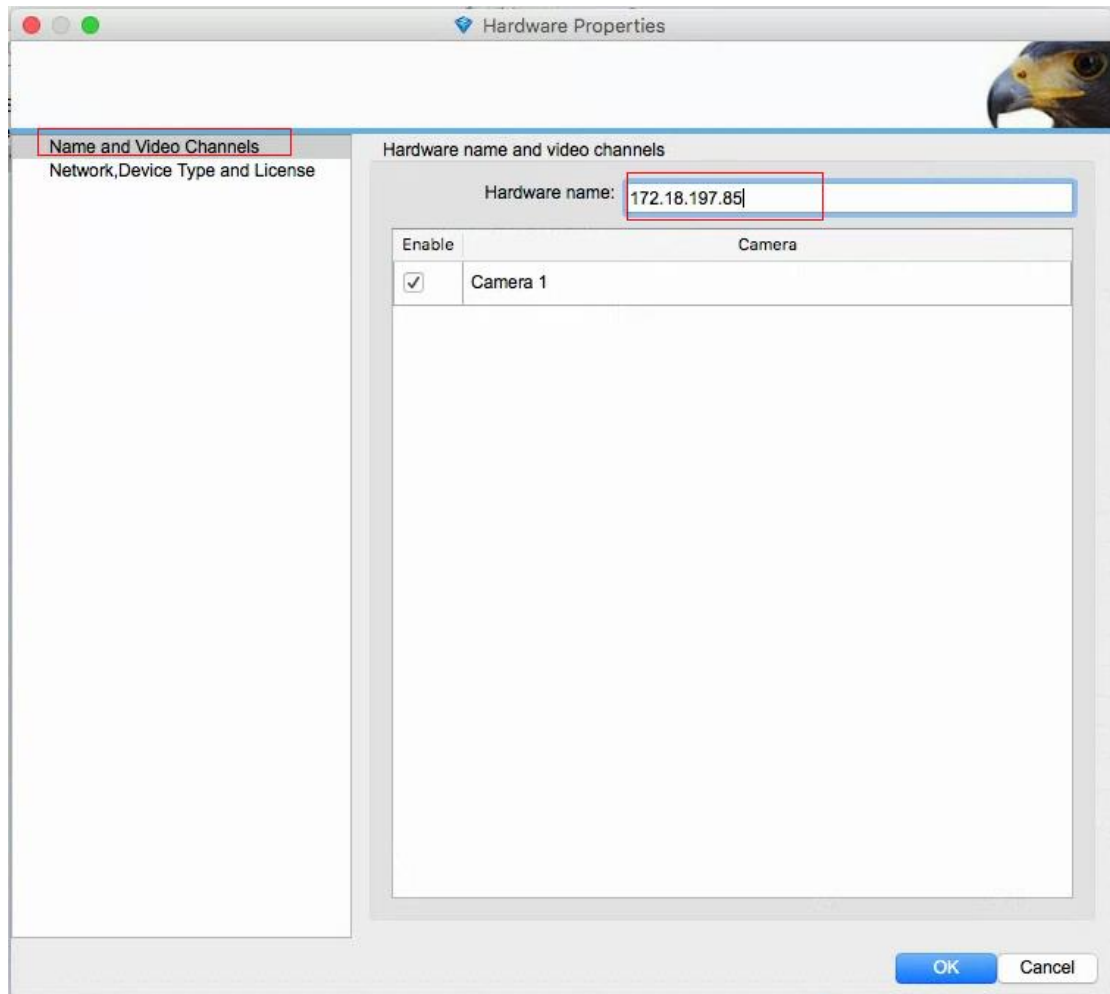 Hardware Properties
Name and Video Channels
Network,Device Type and License
Hardware name and video channels
Hardware name: 172.18.197.85
Enable Camera
Camera 1
OK Cancel